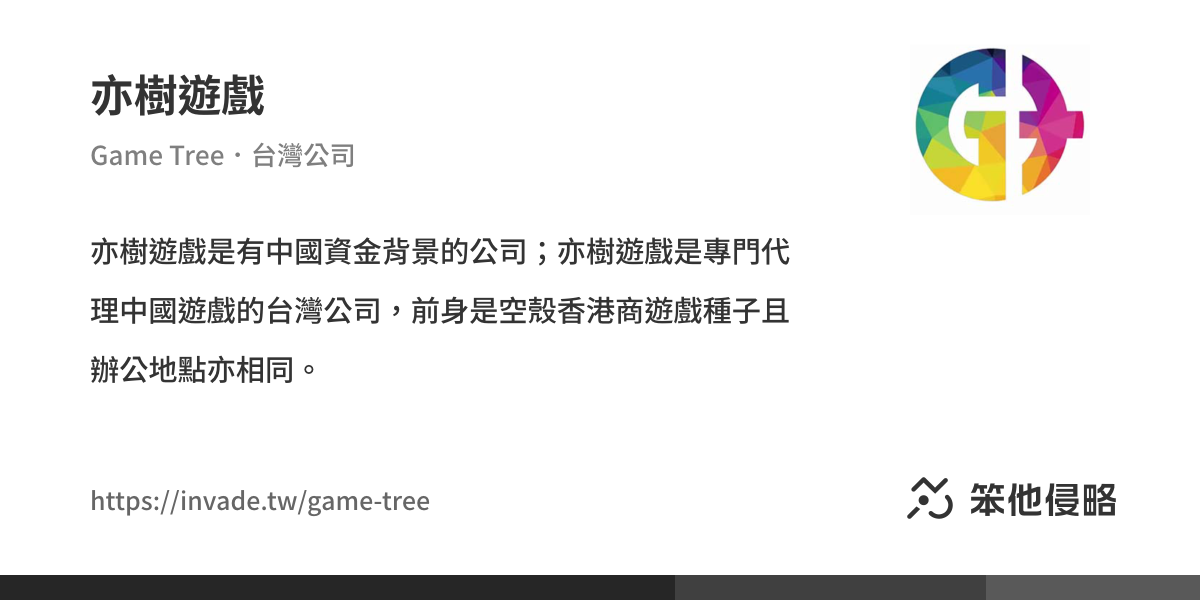 亦樹遊戲
Game Tree・台灣公司
亦樹遊戲是有中國資金背景的公司；亦樹遊戲是專門代
理中國遊戲的台灣公司，前身是空殼香港商遊戲種子且
辦公地點亦相同。
https://invade.tw/game-tree
笨他侵略